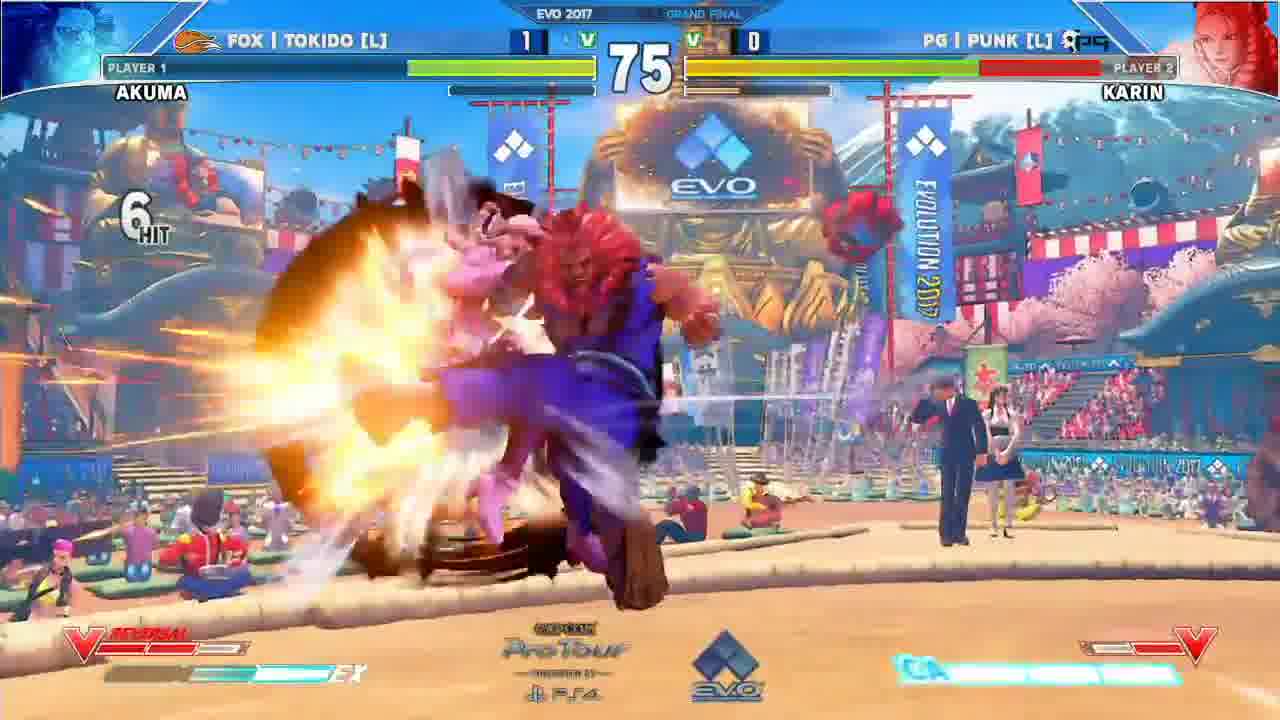 EVO 2017
GRAND FINAL
FOX | TOKIDO [L]
1
V
75
V
0
PG | PUNK [L]
PLAYER 1
PLAYER 2
AKUMA
KARIN
EVO
EVOLUTION 2017
6 HIT
V
REVERSAL
EX
CAPCOM
Pro Tour
PS4
EVO
CA
V